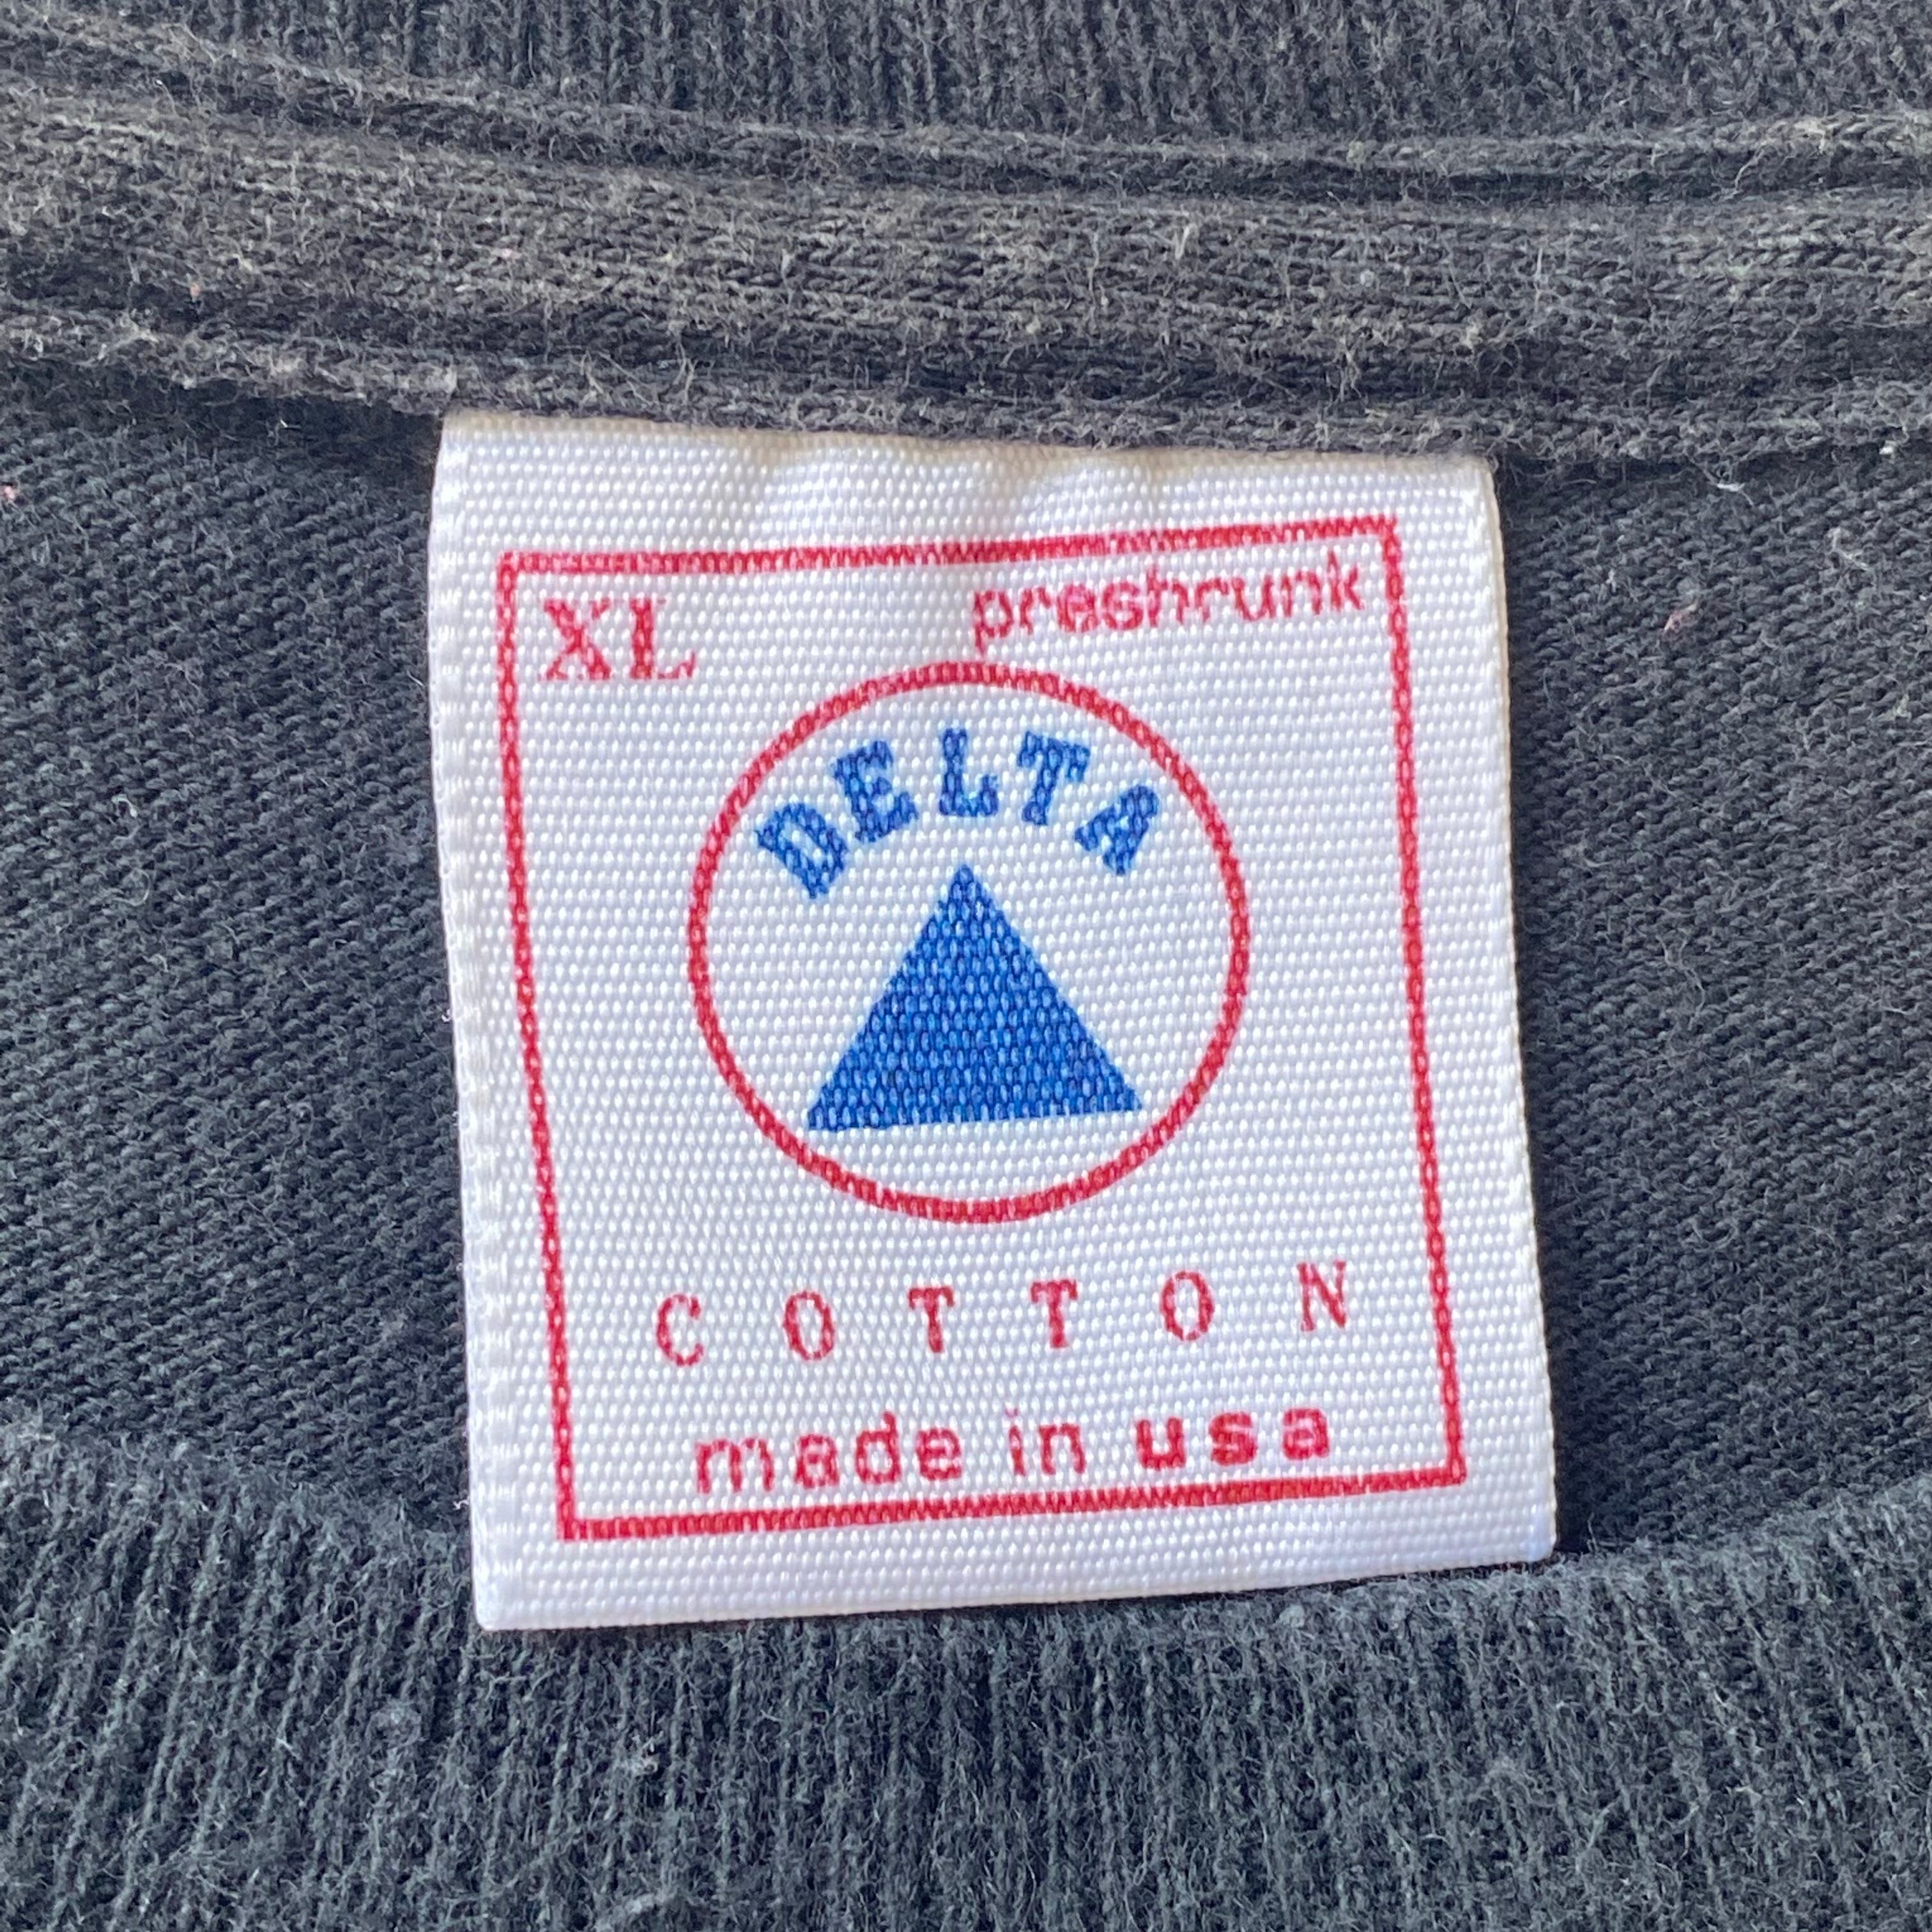 XL preshrunk
DELTA
COTTON
made in usa